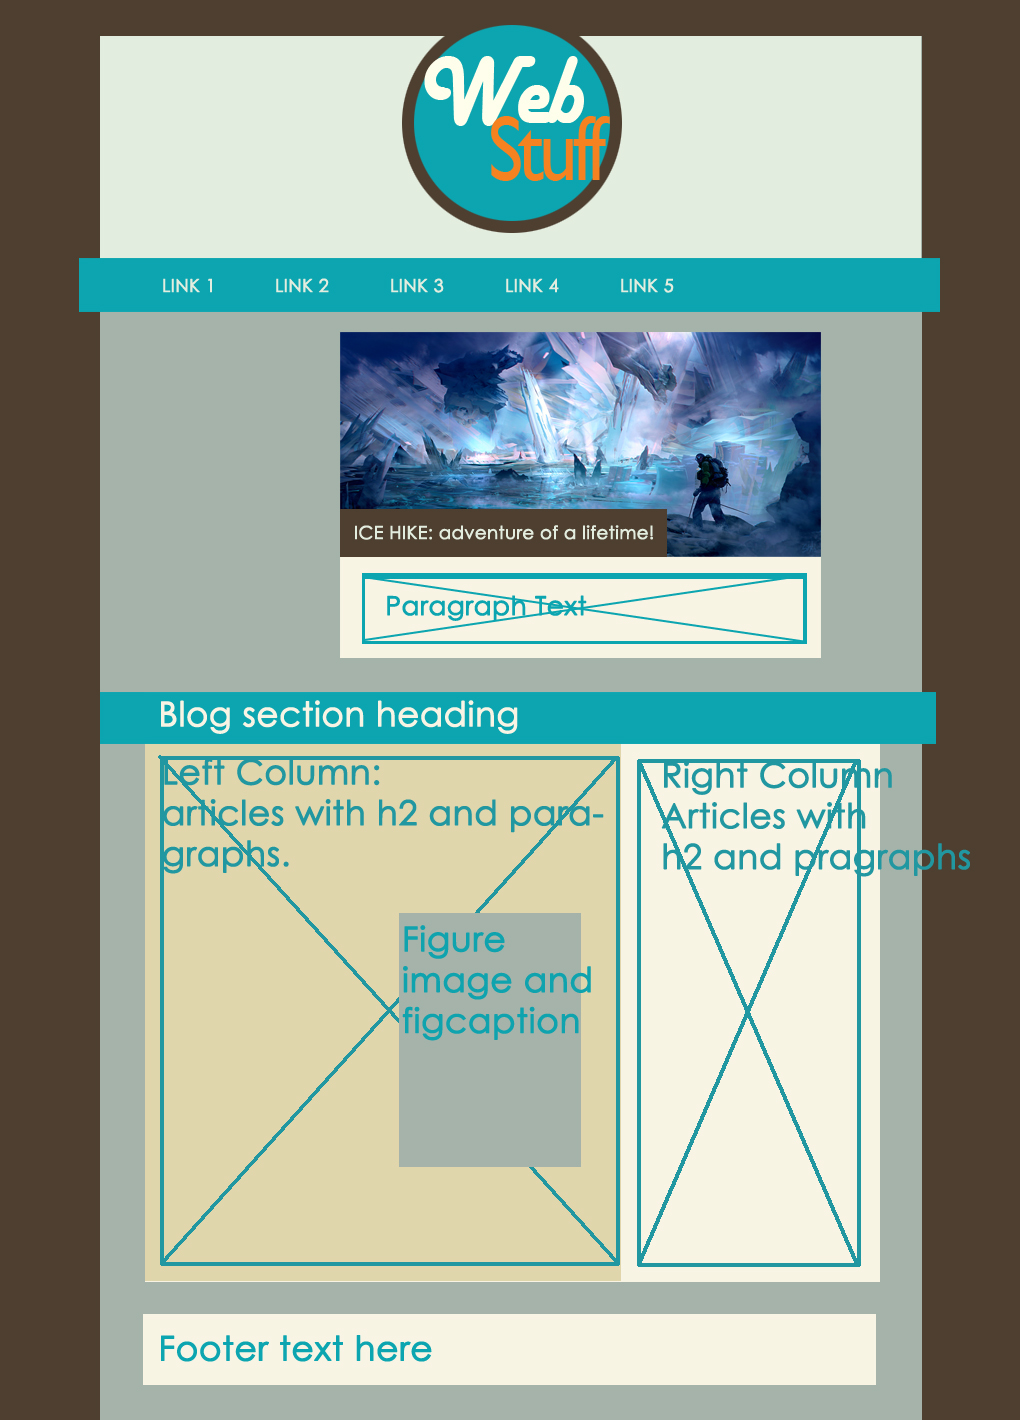 Web
Stuff
LINK 1 LINK 2 LINK 3 LINK 4 LINK 5
ICE HIKE: adventure of a lifetime!
Paragraph Text
Blog section heading
Left Column:
articles with h2 and para-
graphs.
Figure
image and
figcaption
Right Column
Articles with
h2 and pragraphs
Footer text here